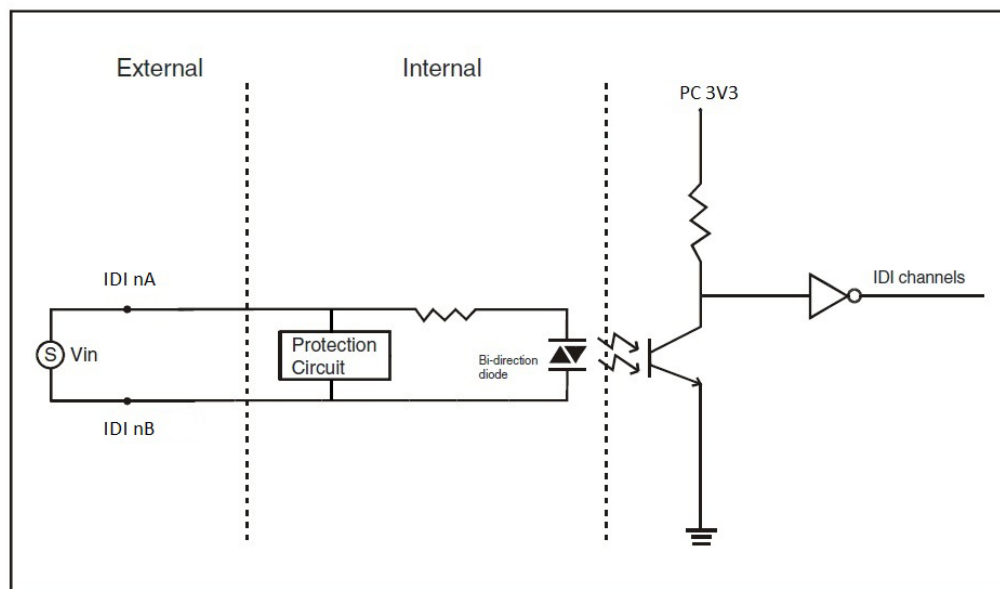 External
Internal
PC 3V3
IDI nA
IDI channels
S
Vin
Protection
Circuit
Bi-direction
diode
IDI nB